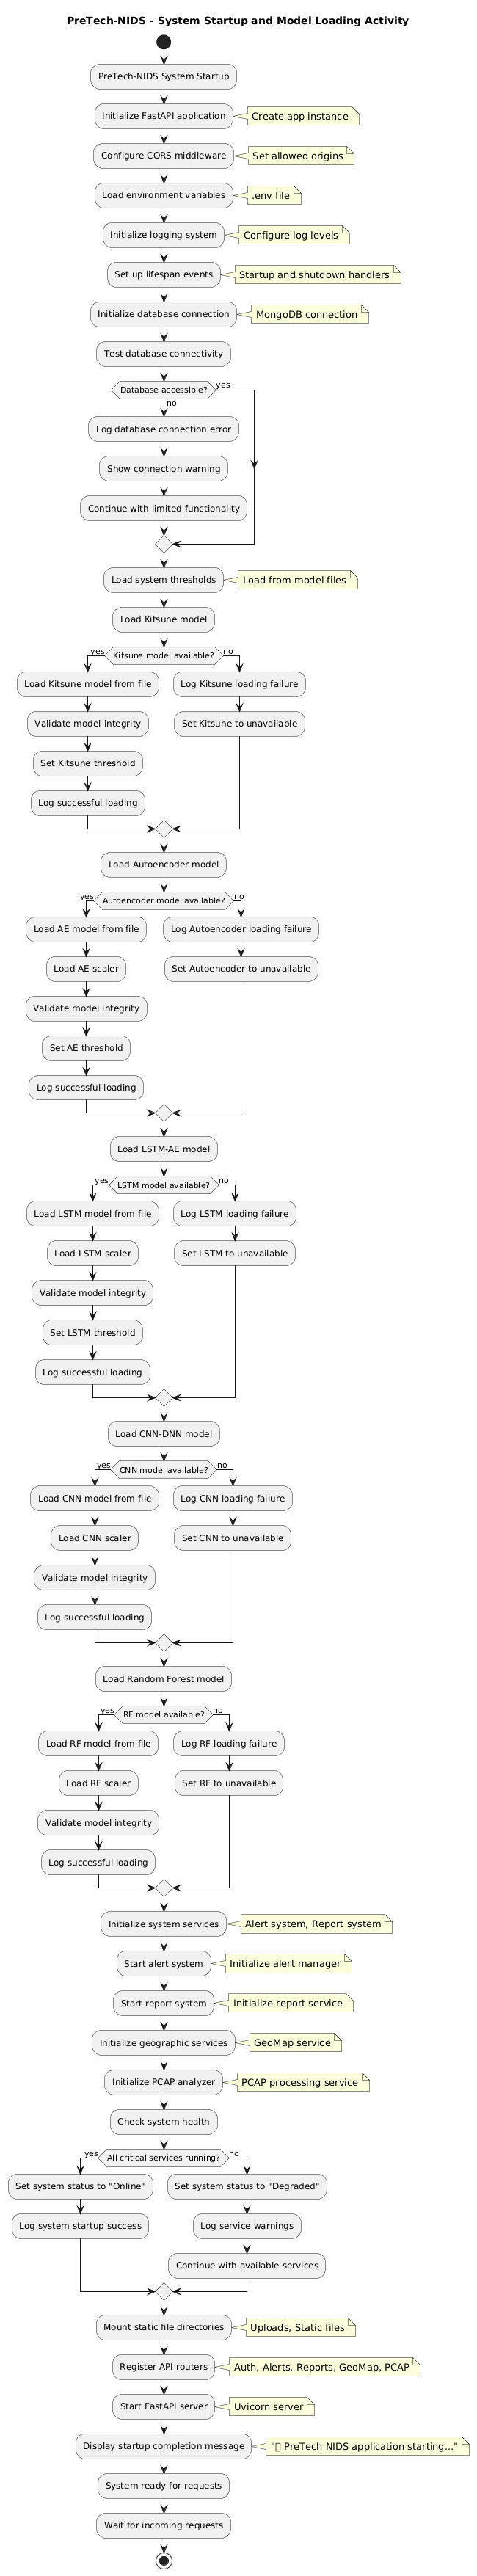 PreTech-NIDS - System Startup and Model Loading Activity
PreTech-NIDS System Startup
Initialize FastAPI application
Create app instance
Configure CORS middleware
Set allowed origins
Load environment variables
.env file
Initialize logging system
Configure log levels
Set up lifespan events
Startup and shutdown handlers
Initialize database connection
MongoDB connection
Test database connectivity
Database accessible?
yes
no
Log database connection error
Show connection warning
Continue with limited functionality
Load system thresholds
Load from model files
Load Kitsune model
yes
Kitsune model available?
no
Load Kitsune model from file
Log Kitsune loading failure
Validate model integrity
Set Kitsune to unavailable
Set Kitsune threshold
Log successful loading
Load Autoencoder model
yes
Autoencoder model available?
no
Load AE model from file
Log Autoencoder loading failure
Load AE scaler
Set Autoencoder to unavailable
Validate model integrity
Set AE threshold
Log successful loading
Load LSTM-AE model
yes
LSTM model available?
no
Load LSTM model from file
Log LSTM loading failure
Load LSTM scaler
Set LSTM to unavailable
Validate model integrity
Set LSTM threshold
Log successful loading
Load CNN-DNN model
yes
CNN model available?
no
Load CNN model from file
Log CNN loading failure
Load CNN scaler
Set CNN to unavailable
Validate model integrity
Log successful loading
Load Random Forest model
yes
RF model available?
no
Load RF model from file
Log RF loading failure
Load RF scaler
Set RF to unavailable
Validate model integrity
Log successful loading
Initialize system services
Alert system, Report system
Start alert system
Initialize alert manager
Start report system
Initialize report service
Initialize geographic services
GeoMap service
Initialize PCAP analyzer
PCAP processing service
Check system health
yes
All critical services running?
no
Set system status to "Online"
Set system status to "Degraded"
Log system startup success
Log service warnings
Continue with available services
Mount static file directories
Uploads, Static files
Register API routers
Auth, Alerts, Reports, GeoMap, PCAP
Start FastAPI server
Uvicorn server
Display startup completion message
"▯ PreTech NIDS application starting..."
System ready for requests
Wait for incoming requests